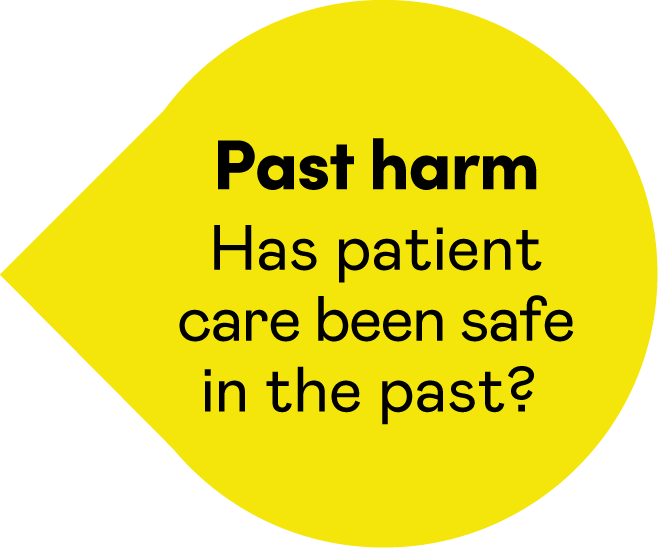 Past harm
Has patient
care been safe
in the past?